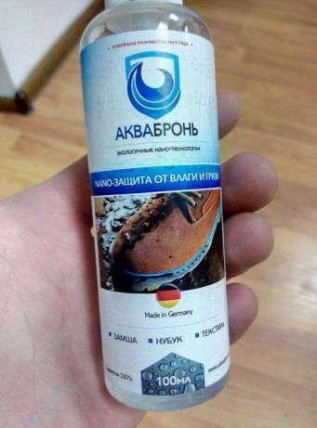 АКВАБРОНЬ
ЭКОЛОГИЧНЫЕ НАНОТЕХНОЛОГИИ
NANO-ЗАЩИТА ОТ ВЛАГИ И ГРЯЗИ
Made in Germany
ЗАМША НУБУК ТЕКСТИЛЬ
100мл